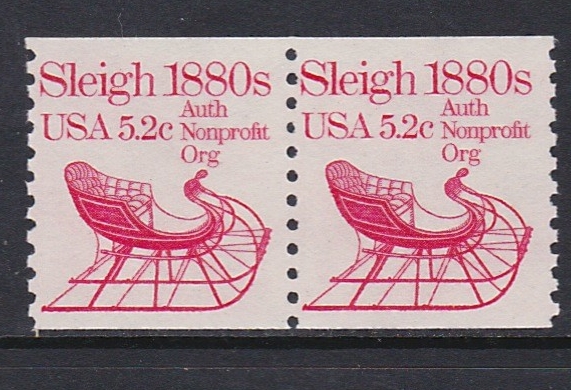 Sleigh 1880s
USA 5.2c
Auth
Nonprofit
Org
Sleigh 1880s
USA 5.2c
Auth
Nonprofit
Org